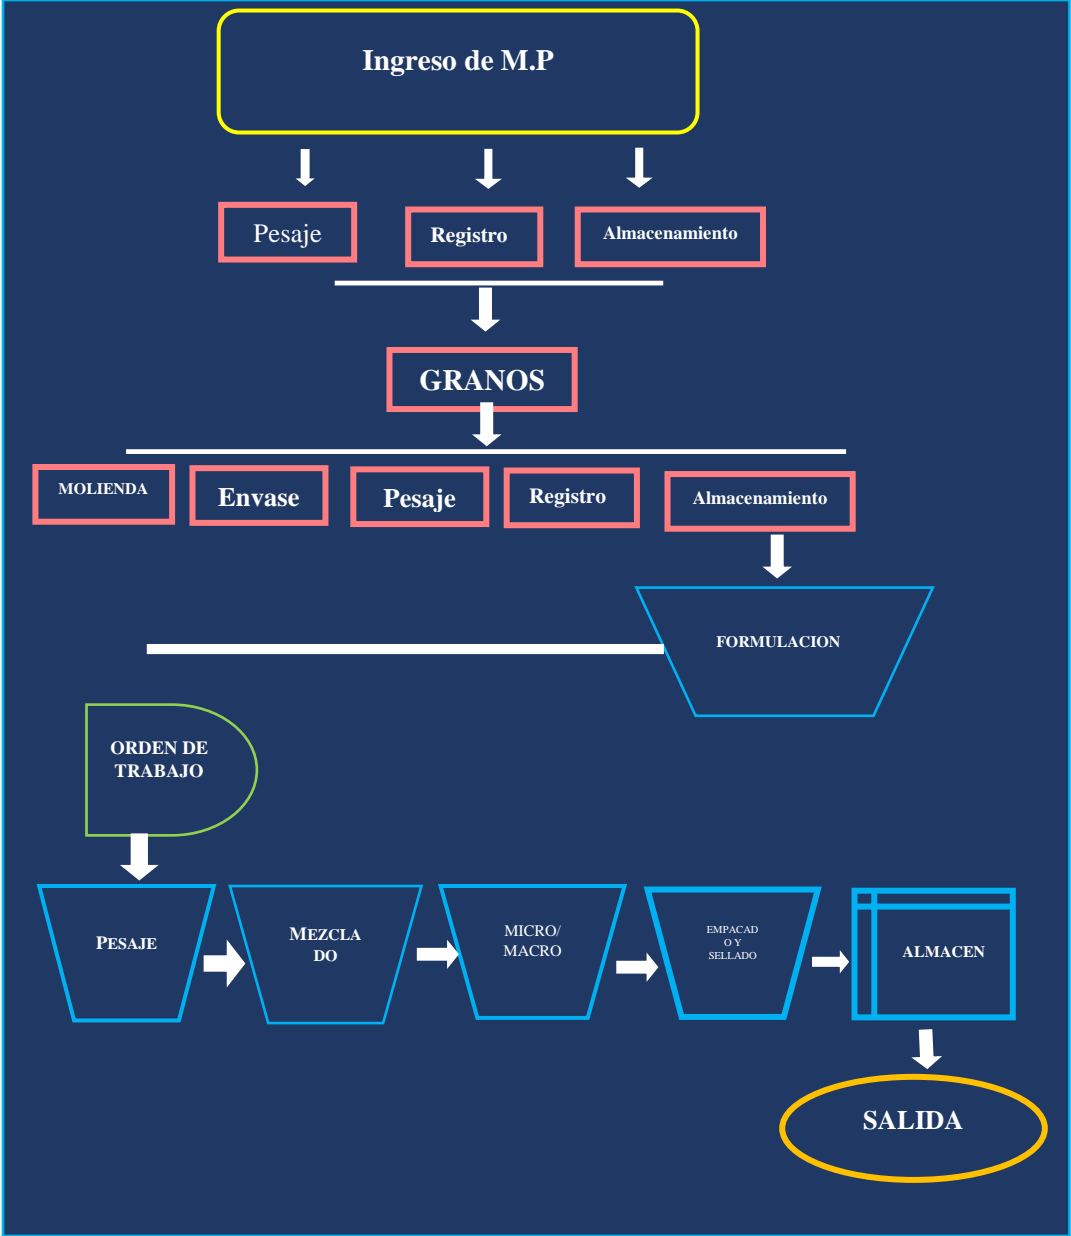 Ingreso de M.P
Pesaje
Registro
Almacenamiento
GRANOS
MOLIENDA
Envase
Pesaje
Registro
Almacenamiento
FORMULACION
ORDEN DE
TRABAJO
PESAJE
MEZCLA
DO
MICRO/
MACRO
EMPACAD
O Y
SELLADO
ALMACEN
SALIDA